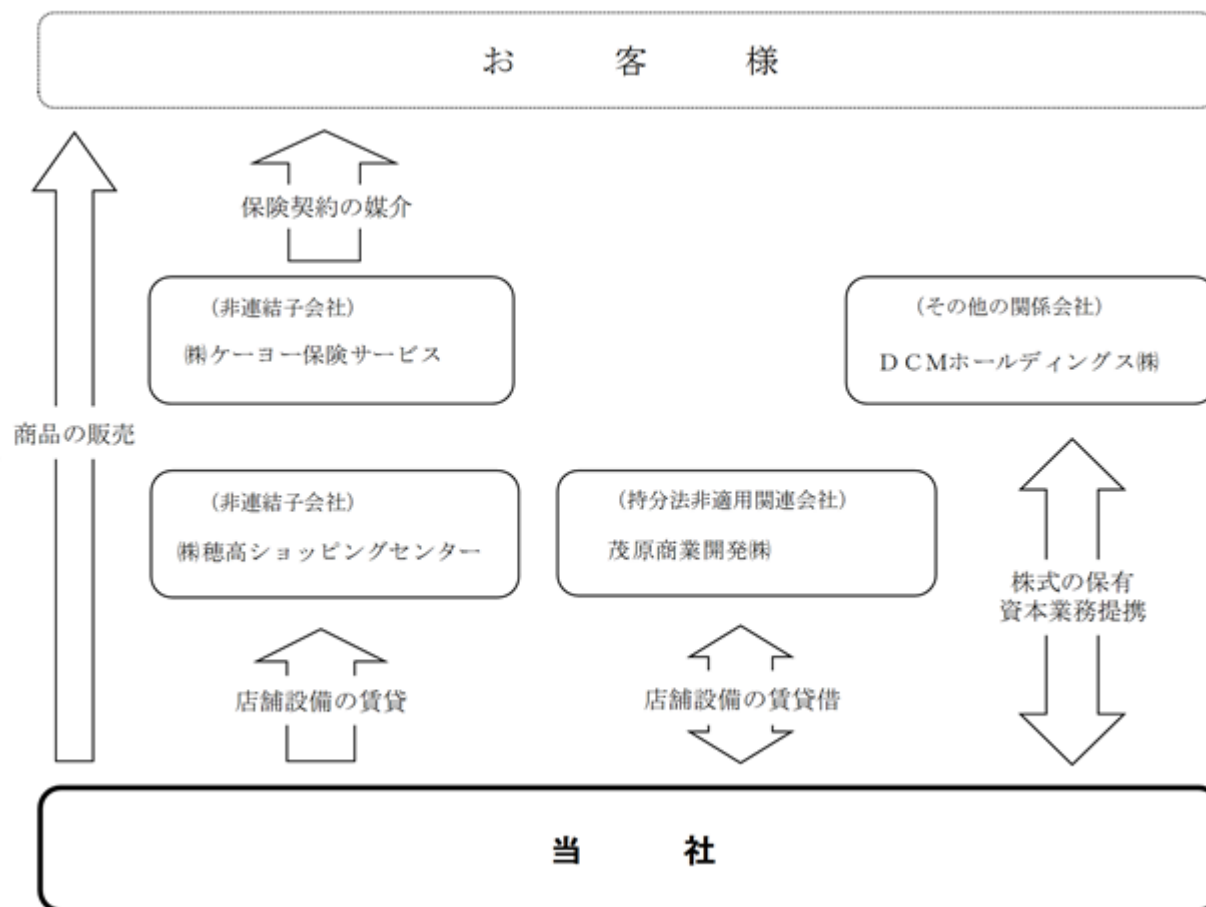 お客様
保険契約の媒介
(非連結子会社)
㈱ケーヨー保険サービス
(その他の関係会社)
DCMホールディングス㈱
商品の販売
(非連結子会社)
㈱穂高ショッピングセンター
(持分法非適用関連会社)
茂原商業開発㈱
株式の保有
資本業務提携
店舗設備の賃貸
店舗設備の賃貸借
当社